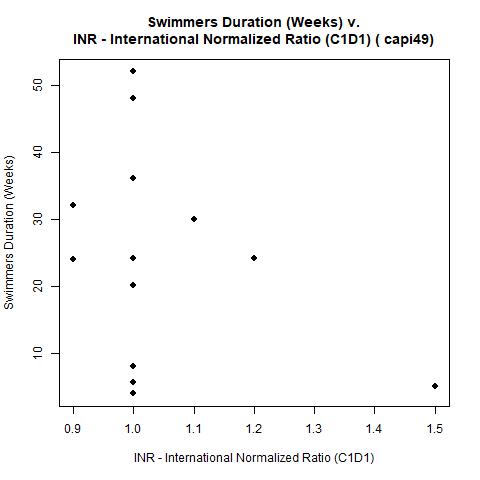 Swimmers Duration (Weeks) v.
INR - International Normalized Ratio (C1D1) ( capi49)
Swimmers Duration (Weeks)
50
40
30
20
10
0.9 1.0 1.1 1.2 1.3 1.4 1.5
INR - International Normalized Ratio (C1D1)